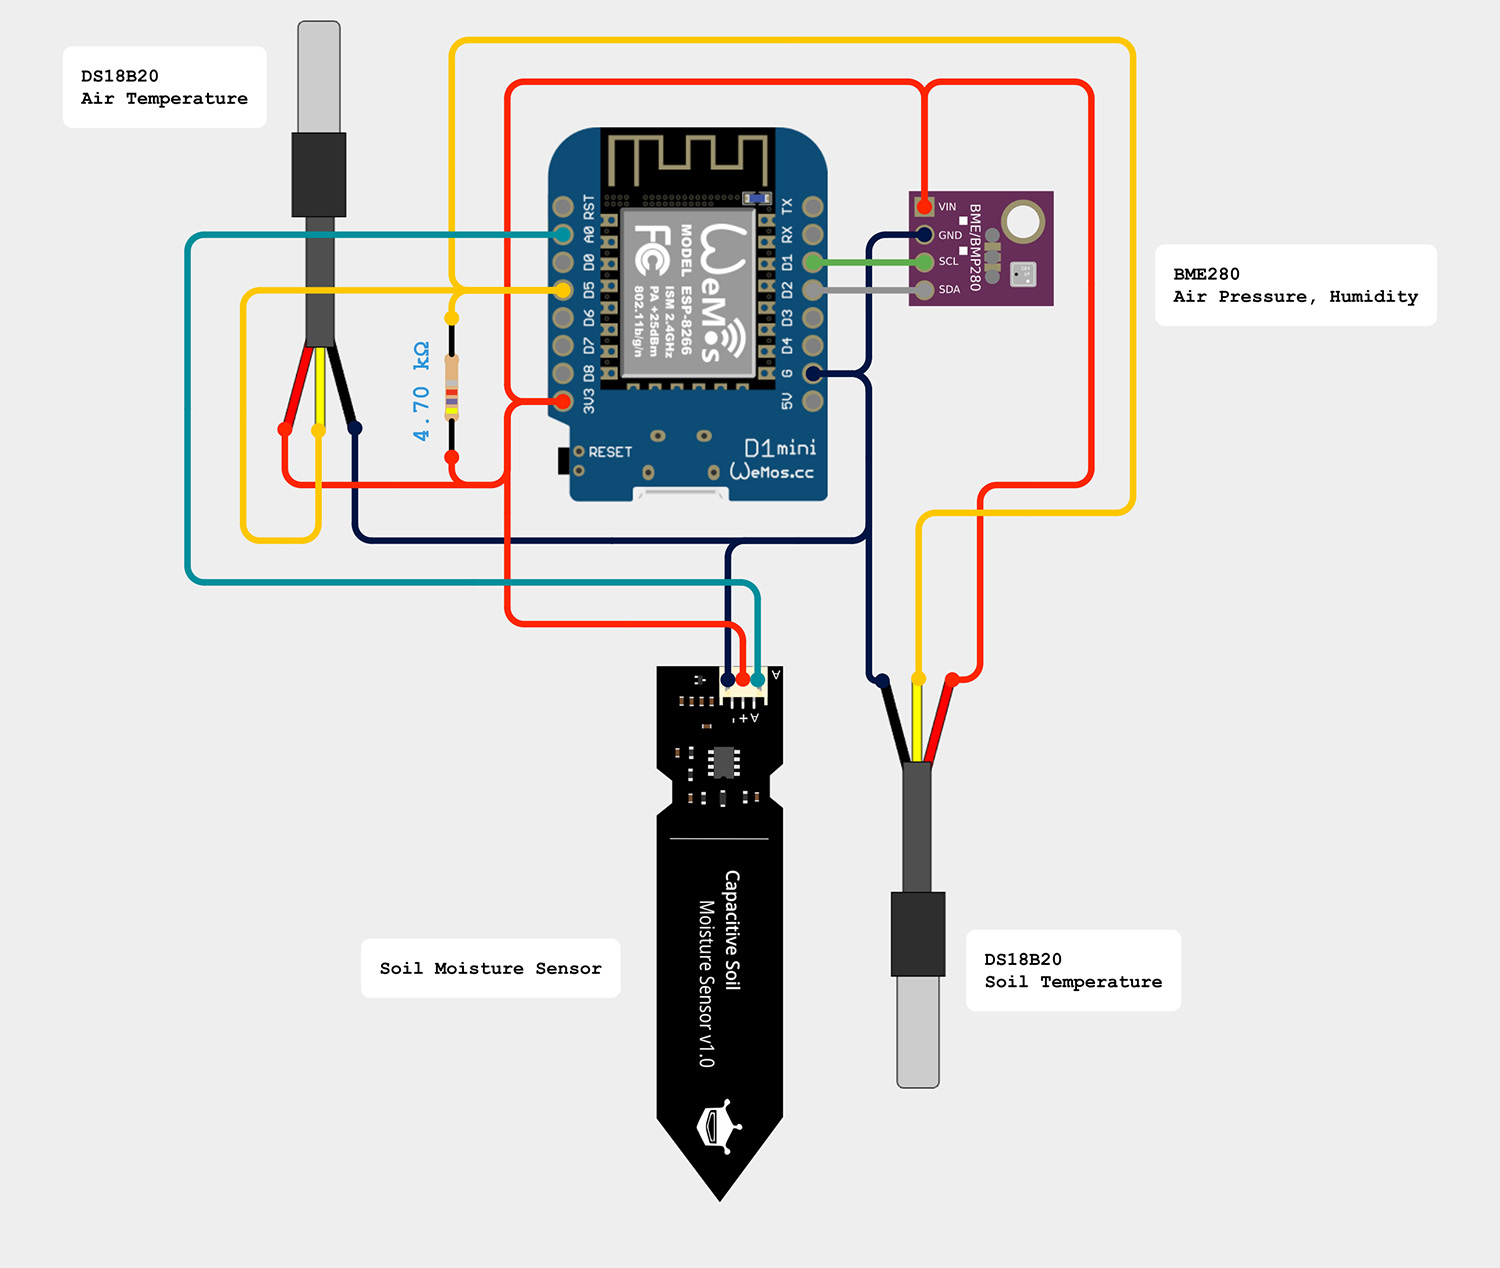 DS18B20
Air Temperature
RST
A0
D0
D5
D6
D7
D8
3V3
TX
RX
D1
D2
D3
D4
G
5V
WeMos
MODEL ESP-8266
ISM 2.4GHz
PA +25dBm
802.11b/g/n
FC
RESET
D1 mini
WeMos.cc
VIN
GND
SCL
SDA
BME/BMP280
BME280
Air Pressure, Humidity
4.70 kΩ
A
- + A
Capacitive Soil
Moisture Sensor v1.0
Soil Moisture Sensor
DS18B20
Soil Temperature